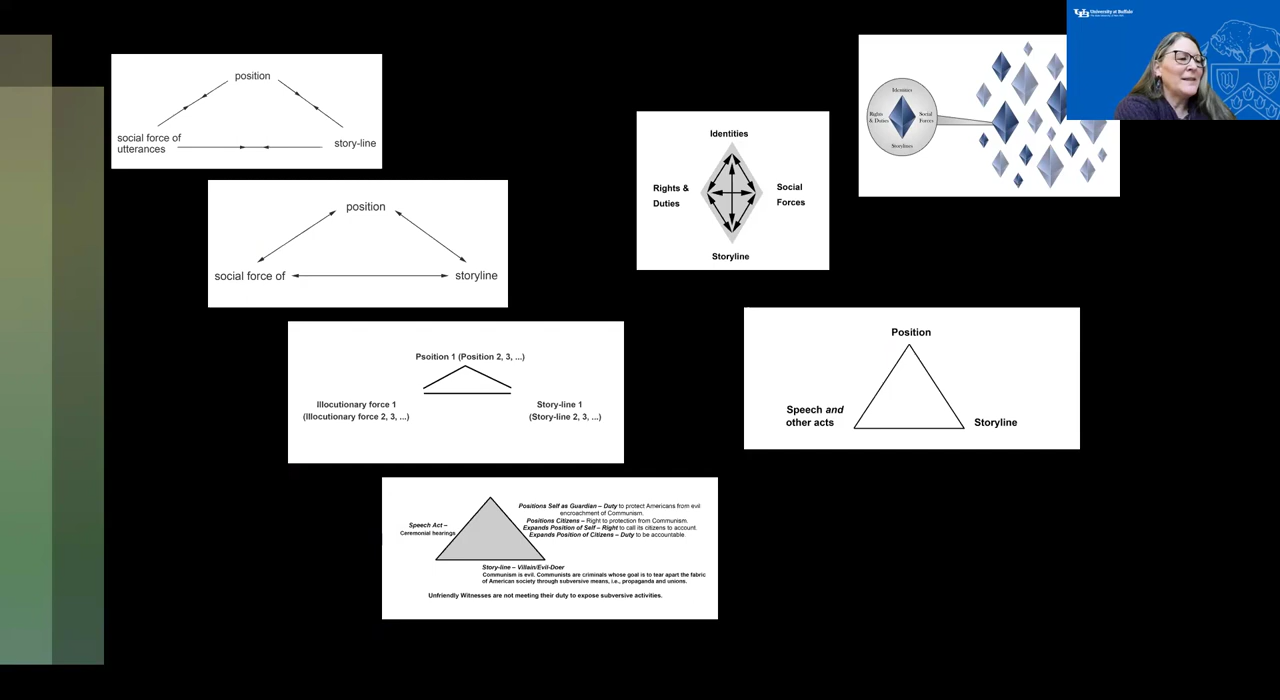 position
social force of
utterances
story-line
position
social force of
storyline
Psoition 1 (Position 2, 3, ...)
Illocutionary force 1
(Illocutionary force 2, 3, ...)
Story-line 1
(Story-line 2, 3, ...)
Speech Act –
Ceremonial hearings
Positions Self as Guardian – Duty to protect Americans from evil
encroachment of Communism.
Positions Citizens – Right to protection from Communism.
Expands Position of Self – Right to call its citizens to account.
Expands Position of Citizens – Duty to be accountable.
Story-line – Villain/Evil-Doer
Communism is evil. Communists are criminals whose goal is to tear apart the fabric
of American society through subversive means, i.e., propaganda and unions.
Unfriendly Witnesses are not meeting their duty to expose subversive activities.
Identities
Rights &
Duties
Social
Forces
Storyline
Position
Speech and
other acts
Storyline
Identities
Rights
& Duties
Social
Forces
Storylines
University at Buffalo